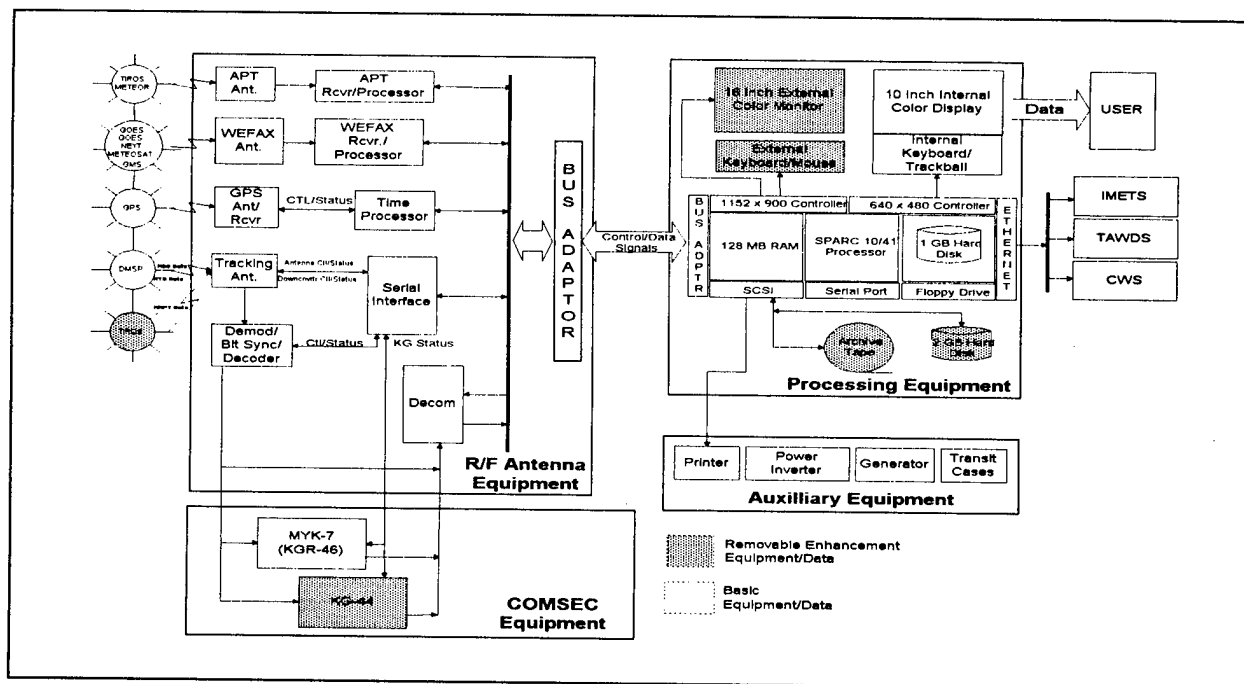 TIROS
METEOR
APT
Ant.
APT
Rcvr/Processor
GOES
GOES
NEXT
METEOSAT
GMS
WEFAX
Ant.
WEFAX
Rcvr./
Processor
GPS
GPS
Ant/
Rcvr
CTL/Status
Time
Processor
DMSP
Tracking
Ant.
Antenna Ctl/Status
Downcvtr Ctl/Status
Serial
Interface
Demod/
Bit Sync/
Decoder
Ctl/Status
KG Status
Decom
R/F Antenna
Equipment
BUS ADAPTOR
Control/Data
Signals
MYK-7
(KGR-46)
KG-44
COMSEC
Equipment
16 Inch External
Color Monitor
10 Inch Internal
Color Display
External
Keyboard/Mouse
Internal
Keyboard/
Trackball
Data
USER
BUS ADPTR
1152 x 900 Controller
640 x 480 Controller
ETHERNET
128 MB RAM
SPARC 10/41
Processor
1 GB Hard
Disk
SCSI
Serial Port
Floppy Drive
IMETS
TAWDS
CWS
Archive
Tape
2 GB Hard
Disk
Processing Equipment
Printer
Power
Inverter
Generator
Transit
Cases
Auxilliary Equipment
Removable Enhancement
Equipment/Data
Basic
Equipment/Data